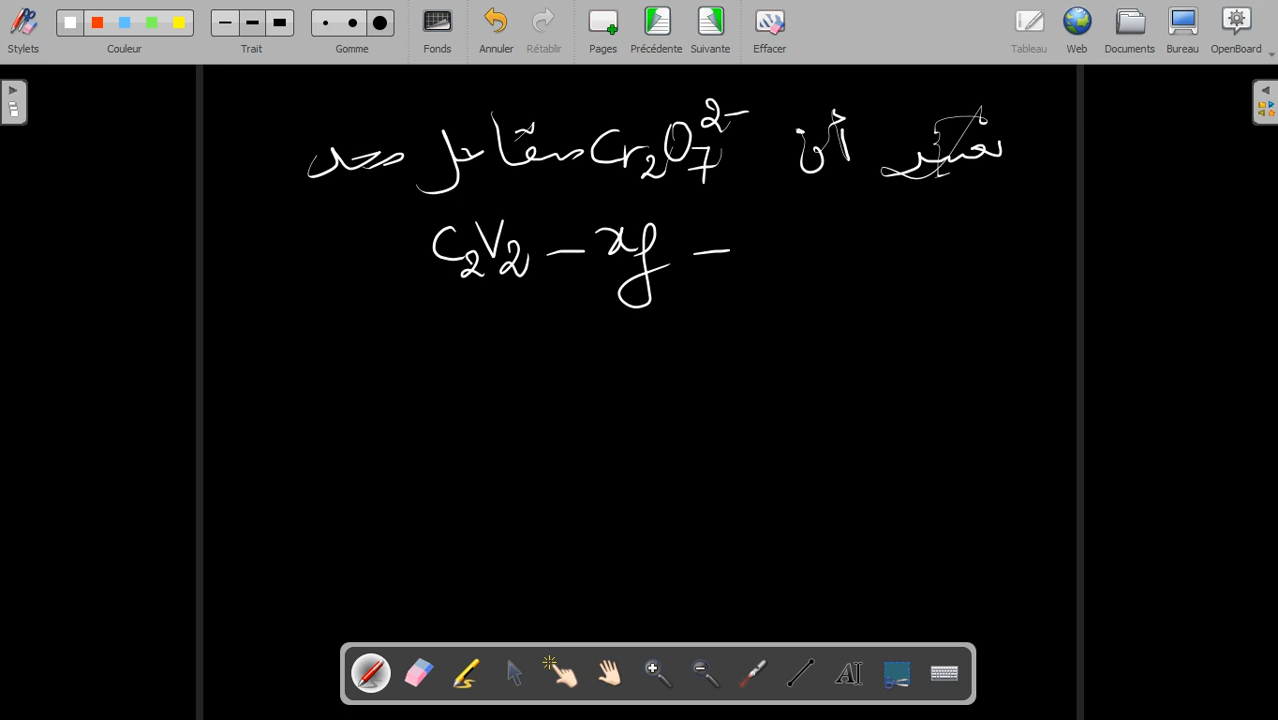 Stylets Couleur Trait Gomme Fonds Annuler Rétablir Pages Précédente Suivante Effacer Tableau Web Documents Bureau OpenBoard
نعتبر أن Cr₂O₇²⁻ متفاعل محد
C₂V₂ – xf –